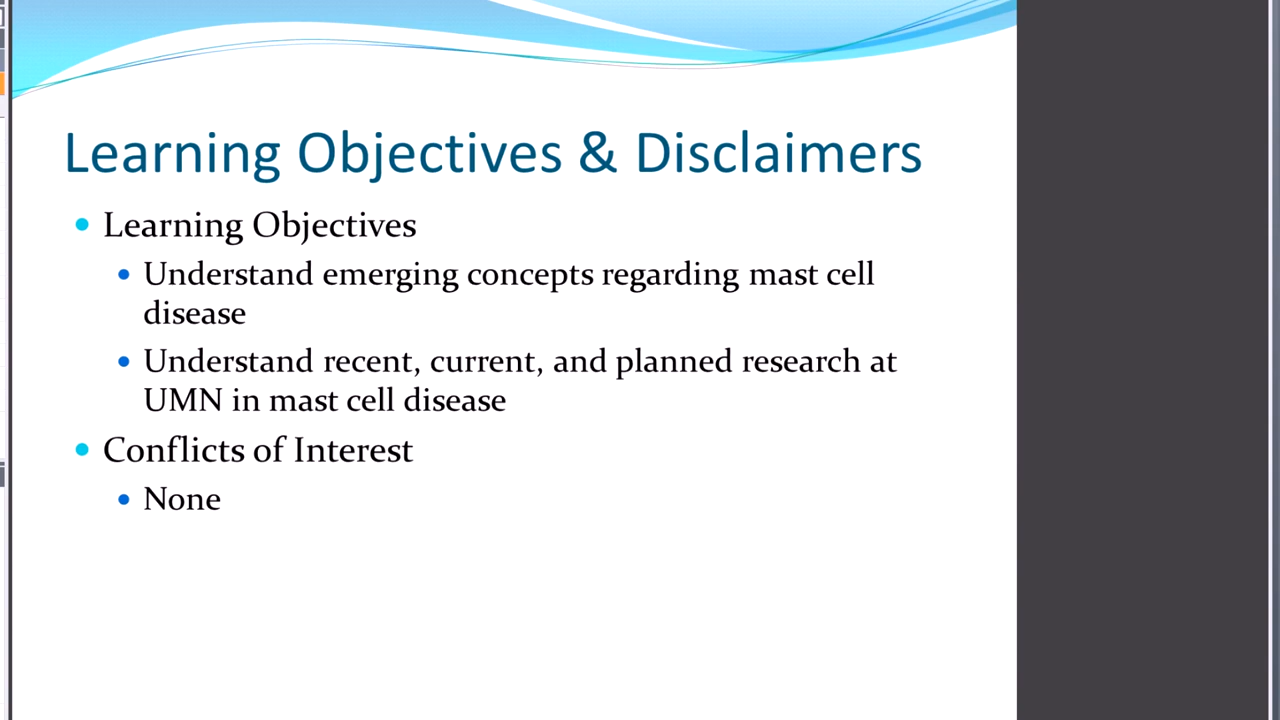 Learning Objectives & Disclaimers
Learning Objectives
Understand emerging concepts regarding mast cell
disease
Understand recent, current, and planned research at
UMN in mast cell disease
Conflicts of Interest
None